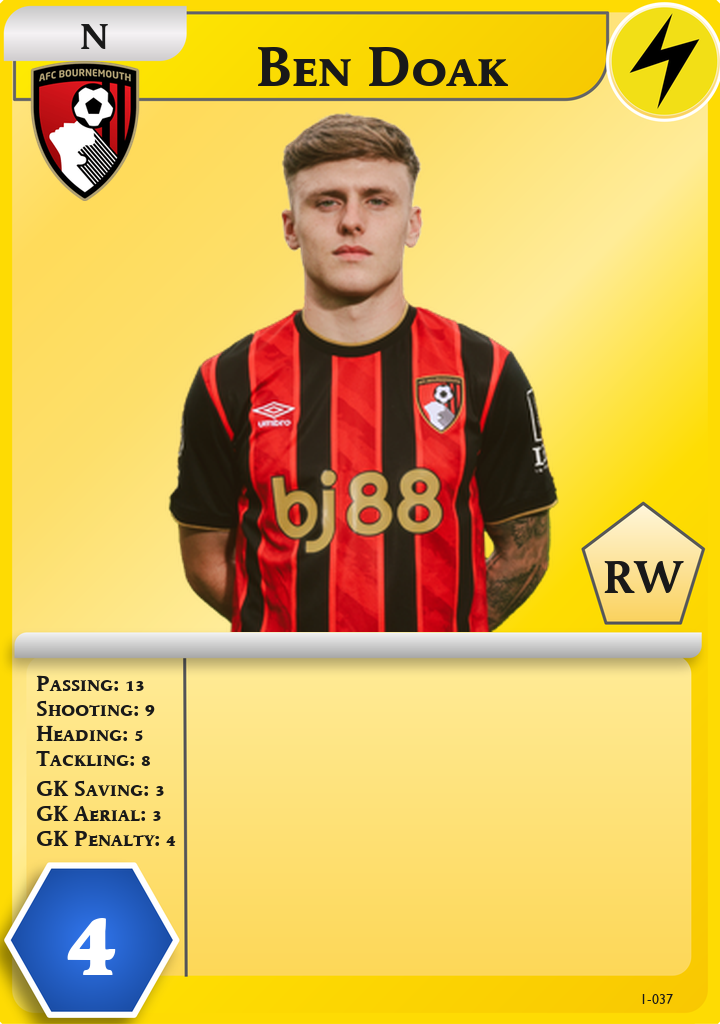 N
Ben Doak
AFC BOURNEMOUTH
umbro
bj88
RW
Passing: 13
Shooting: 9
Heading: 5
Tackling: 8
GK Saving: 3
GK Aerial: 3
GK Penalty: 4
4
1-037